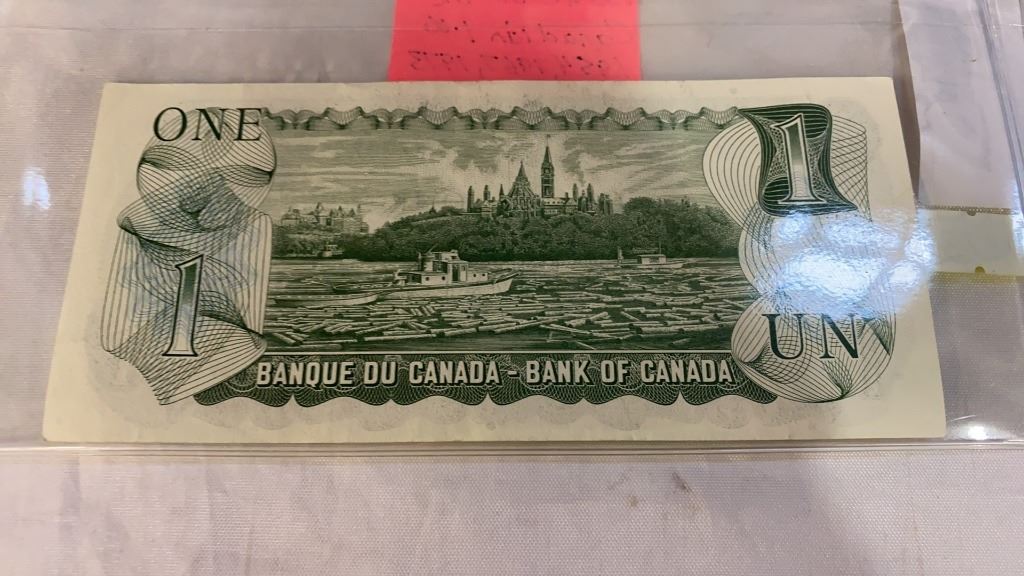 ONE
1
1
UN
BANQUE DU CANADA - BANK OF CANADA